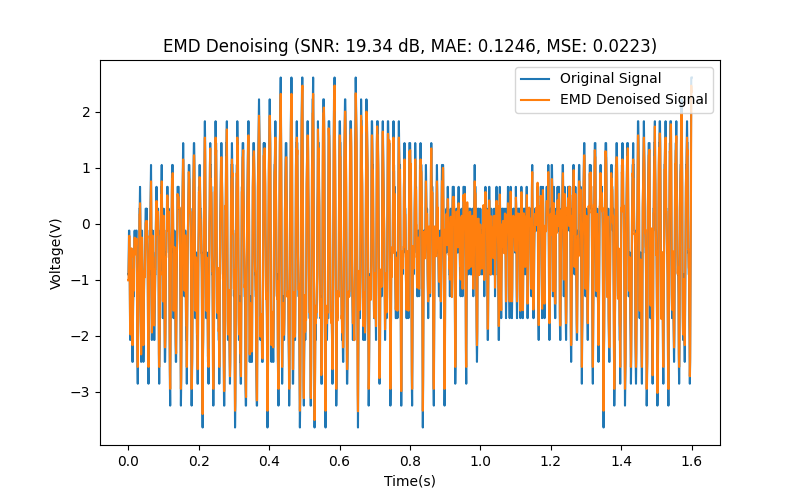 EMD Denoising (SNR: 19.34 dB, MAE: 0.1246, MSE: 0.0223)
Original Signal
EMD Denoised Signal
2
1
0
−1
−2
−3
Voltage(V)
0.0 0.2 0.4 0.6 0.8 1.0 1.2 1.4 1.6
Time(s)